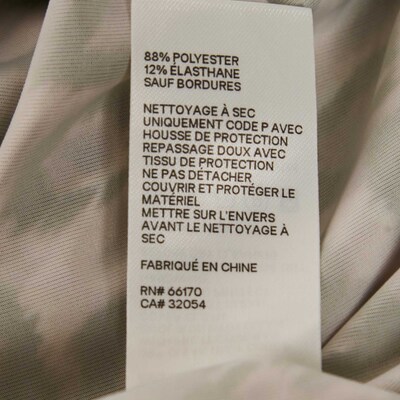 88% POLYESTER
12% ÉLASTHANE
SAUF BORDURES
NETTOYAGE À SEC
UNIQUEMENT CODE P AVEC
HOUSSE DE PROTECTION
REPASSAGE DOUX AVEC
TISSU DE PROTECTION
NE PAS DÉTACHER
COUVRIR ET PROTÉGER LE
MATÉRIEL
METTRE SUR L'ENVERS
AVANT LE NETTOYAGE À
SEC
FABRIQUÉ EN CHINE
RN# 66170
CA# 32054